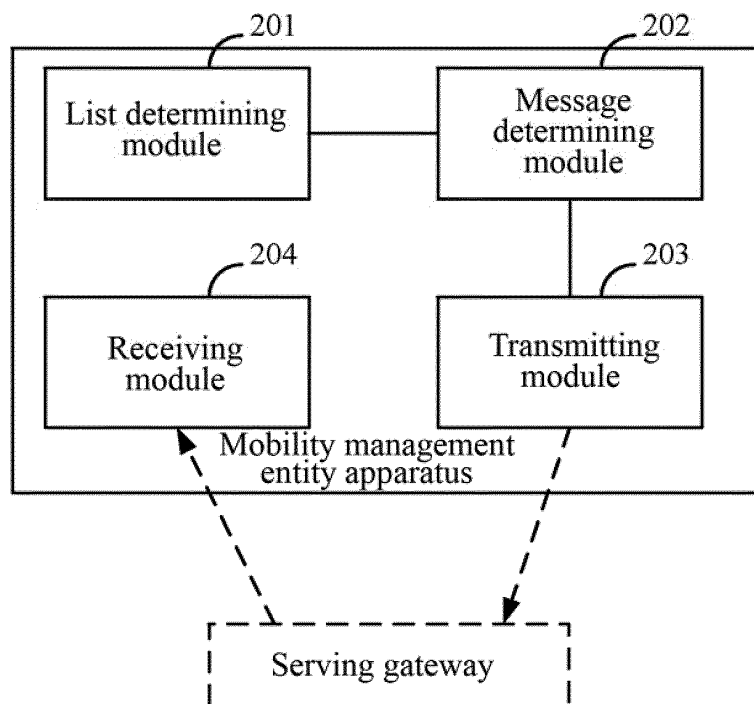 201
202
List determining
module
Message
determining
module
204
203
Receiving
module
Transmitting
module
Mobility management
entity apparatus
Serving gateway